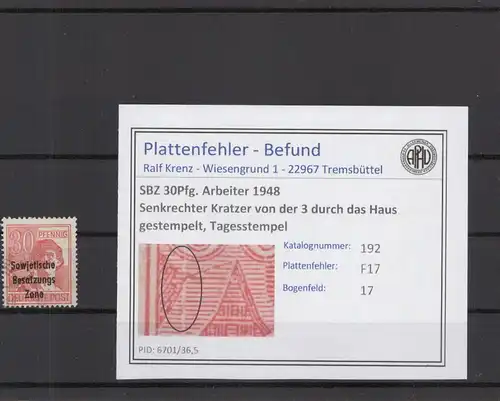 Plattenfehler - Befund
Ralf Krenz - Wiesengrund 1 - 22967 Tremsbüttel
SBZ 30Pfg. Arbeiter 1948
Senkrechter Kratzer von der 3 durch das Haus
gestempelt, Tagesstempel
Katalognummer: 192
Plattenfehler: F17
Bogenfeld: 17
PID: 6701/36,5
30 PFENNIG
Sowjetische
Besatzungs
Zone
POST